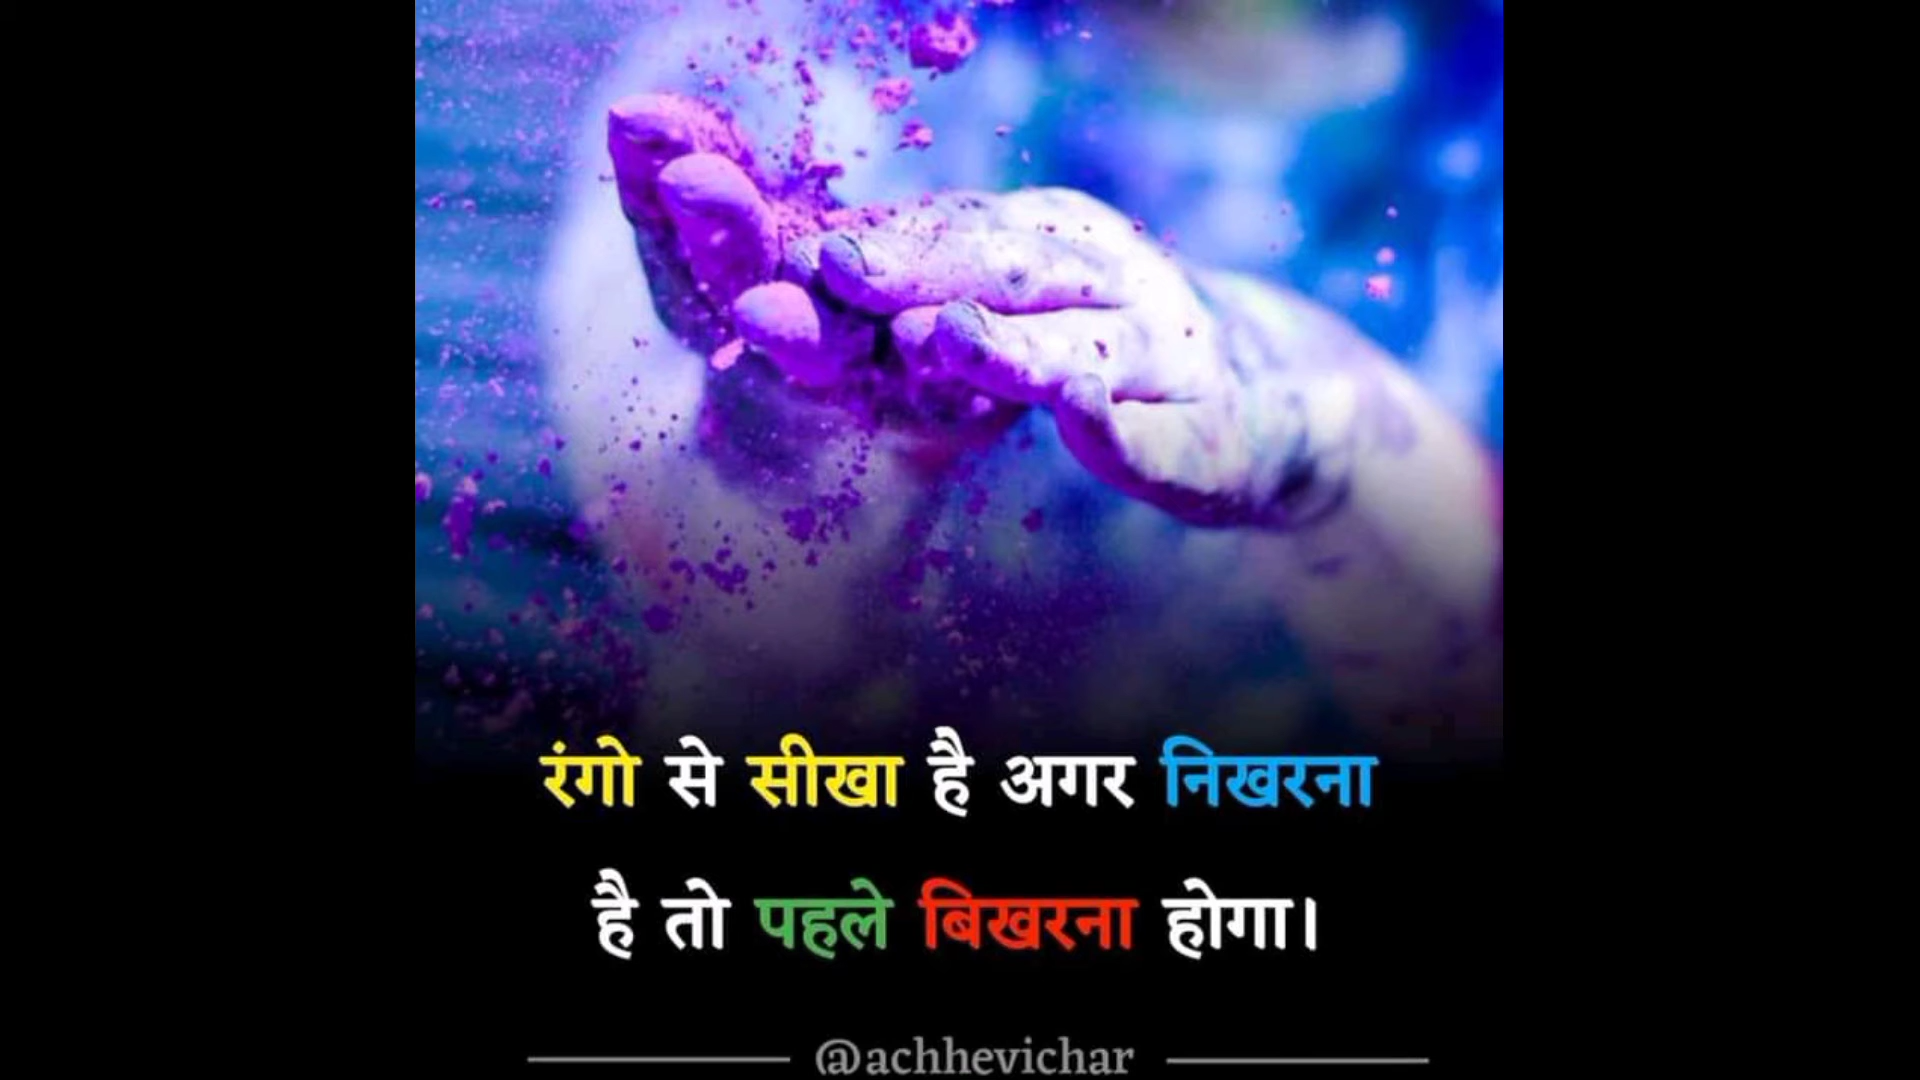 रंगो से सीखा है अगर निखरना
है तो पहले बिखरना होगा।
@achhevichar